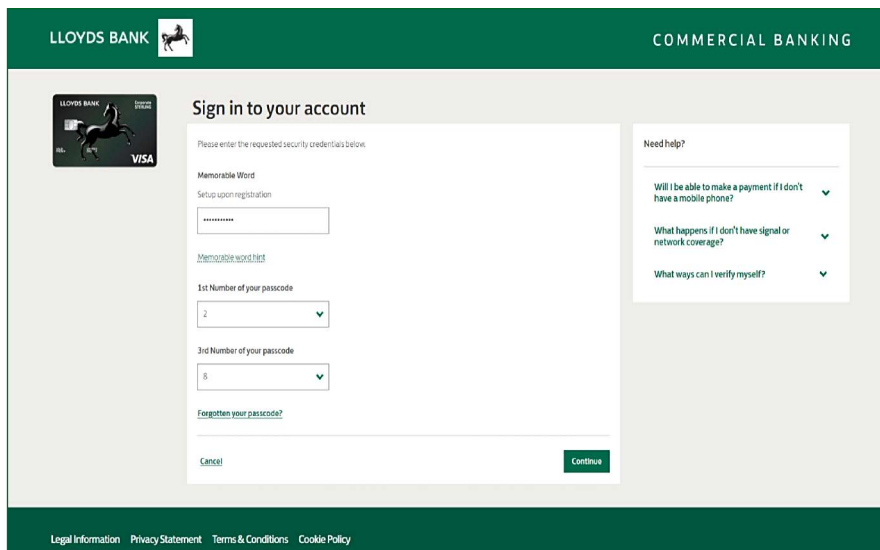 LLOYDS BANK
COMMERCIAL BANKING
LLOYDS BANK
Corporate
VISA
Sign in to your account
Please enter the requested security credentials below.
Memorable Word
Setup upon registration
•••••••••••
Memorable word hint
1st Number of your passcode
2
3rd Number of your passcode
8
Forgotten your passcode?
Cancel
Continue
Need help?
Will I be able to make a payment if I don't
have a mobile phone?
What happens if I don't have signal or
network coverage?
What ways can I verify myself?
Legal Information Privacy Statement Terms & Conditions Cookie Policy